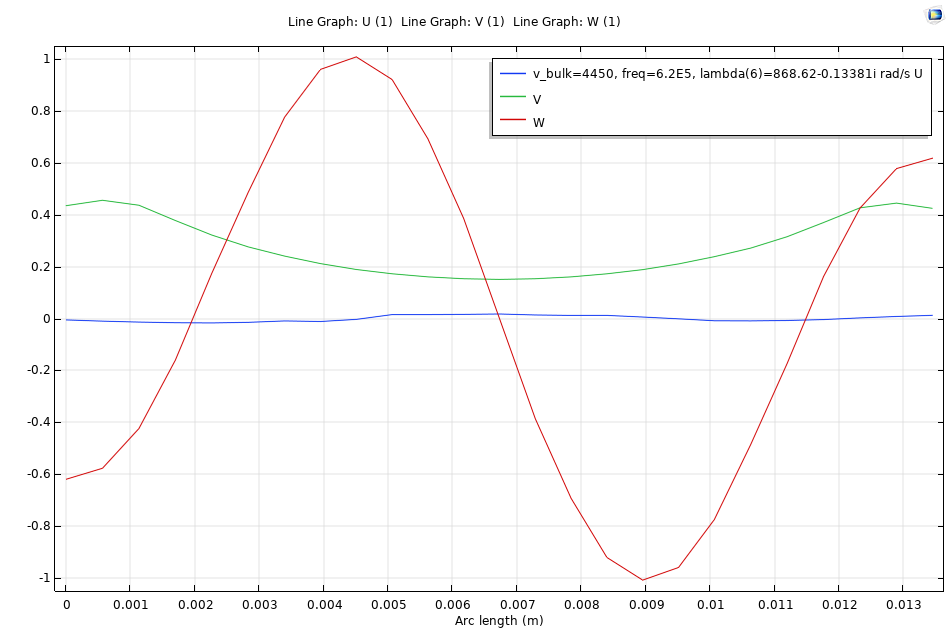 Line Graph: U (1)  Line Graph: V (1)  Line Graph: W (1)
v_bulk=4450, freq=6.2E5, lambda(6)=868.62-0.13381i rad/s U
V
W
1
0.8
0.6
0.4
0.2
0
-0.2
-0.4
-0.6
-0.8
-1
0 0.001 0.002 0.003 0.004 0.005 0.006 0.007 0.008 0.009 0.01 0.011 0.012 0.013
Arc length (m)